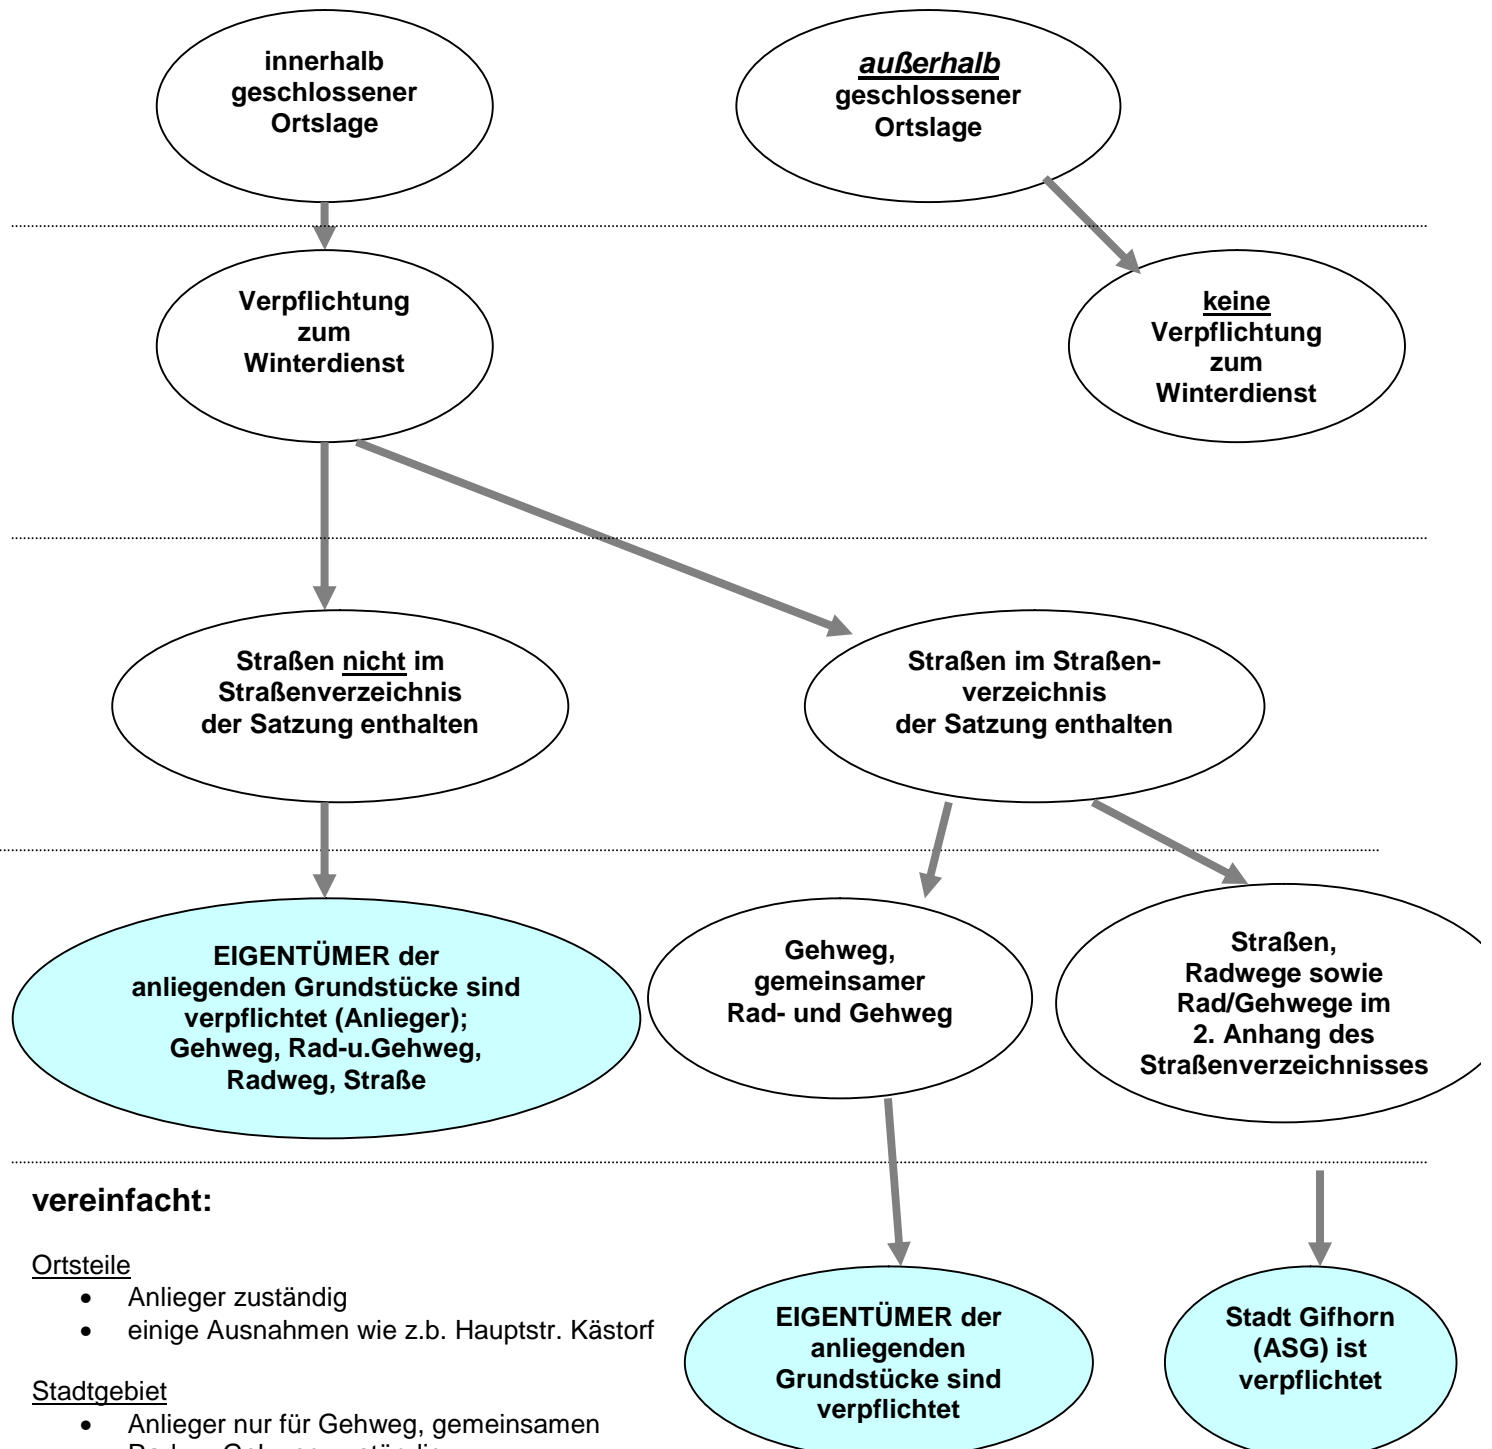 innerhalb
geschlossener
Ortslage
außerhalb
geschlossener
Ortslage
Verpflichtung
zum
Winterdienst
keine
Verpflichtung
zum
Winterdienst
Straßen nicht im
Straßenverzeichnis
der Satzung enthalten
Straßen im Straßen-
verzeichnis
der Satzung enthalten
EIGENTÜMER der
anliegenden Grundstücke sind
verpflichtet (Anlieger);
Gehweg, Rad-u.Gehweg,
Radweg, Straße
Gehweg,
gemeinsamer
Rad- und Gehweg
Straßen,
Radwege sowie
Rad/Gehwege im
2. Anhang des
Straßenverzeichnisses
vereinfacht:
Ortsteile
• Anlieger zuständig
• einige Ausnahmen wie z.b. Hauptstr. Kästorf
Stadtgebiet
• Anlieger nur für Gehweg, gemeinsamen
EIGENTÜMER der
anliegenden
Grundstücke sind
verpflichtet
Stadt Gifhorn
(ASG) ist
verpflichtet